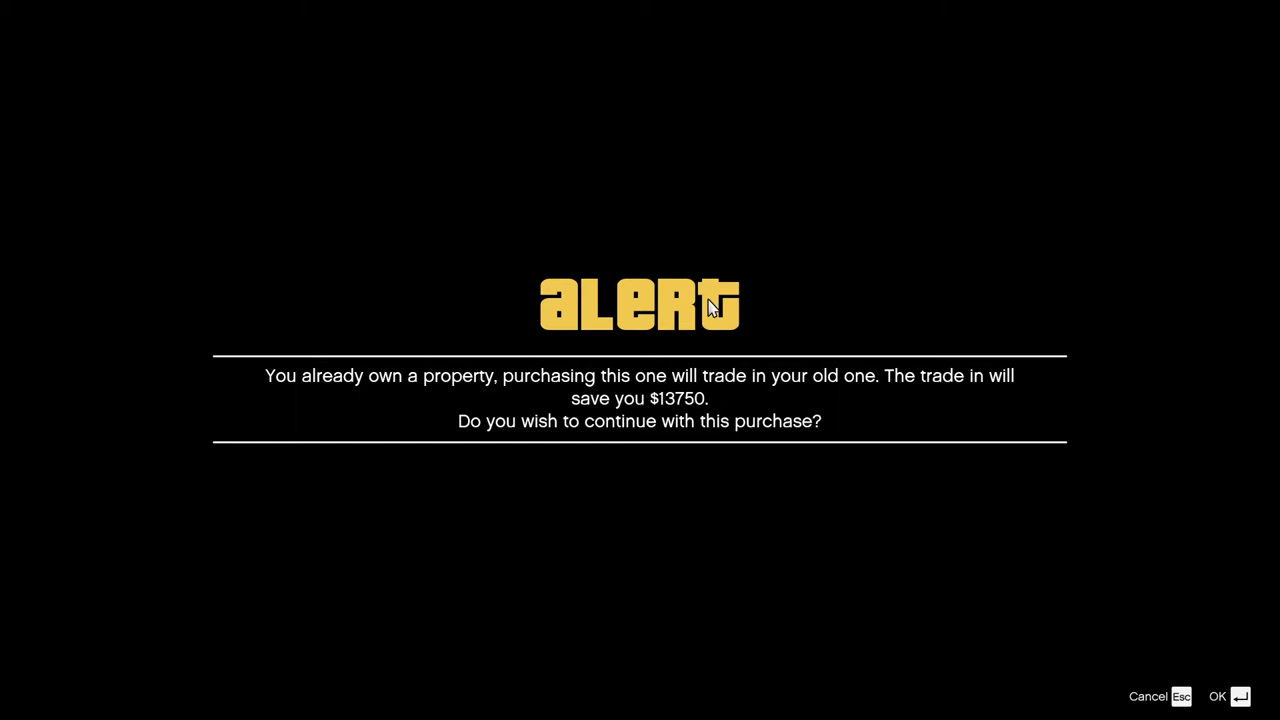 alert
You already own a property, purchasing this one will trade in your old one. The trade in will
save you $13750.
Do you wish to continue with this purchase?
Cancel Esc OK